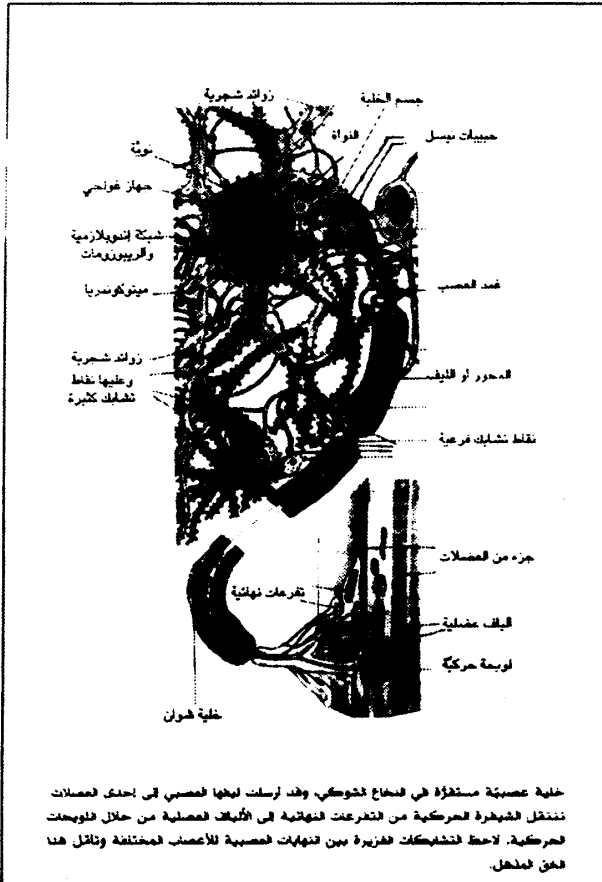 زوائد شجرية
جسم الخلية
النواة
حبيبات نيسل
نويّة
جهاز غولجي
شبكة إندوبلازمية
والريبوزومات
غمد العصب
ميتوكوندريا
زوائد شجرية
وعليها نقاط
تشابك كثيرة
المحور أو الليف
نقاط تشابك فرعية
جزء من العضلات
تفرعات نهائية
ألياف عضلية
لويحة حركيّة
خلية شوان
خلية عصبيّة مستقرّة في النخاع الشوكي، وقد أرسلت ليفها العصبي إلى إحدى العضلات
تنتقل الشيفرة الحركية من التفرعات النهائية إلى الألياف العضلية من خلال اللويحات
الحركية. لاحظ التشابكات الغزيرة بين النهايات العصبية للأعصاب المختلفة وتأمّل هذا
الخلق المذهل.